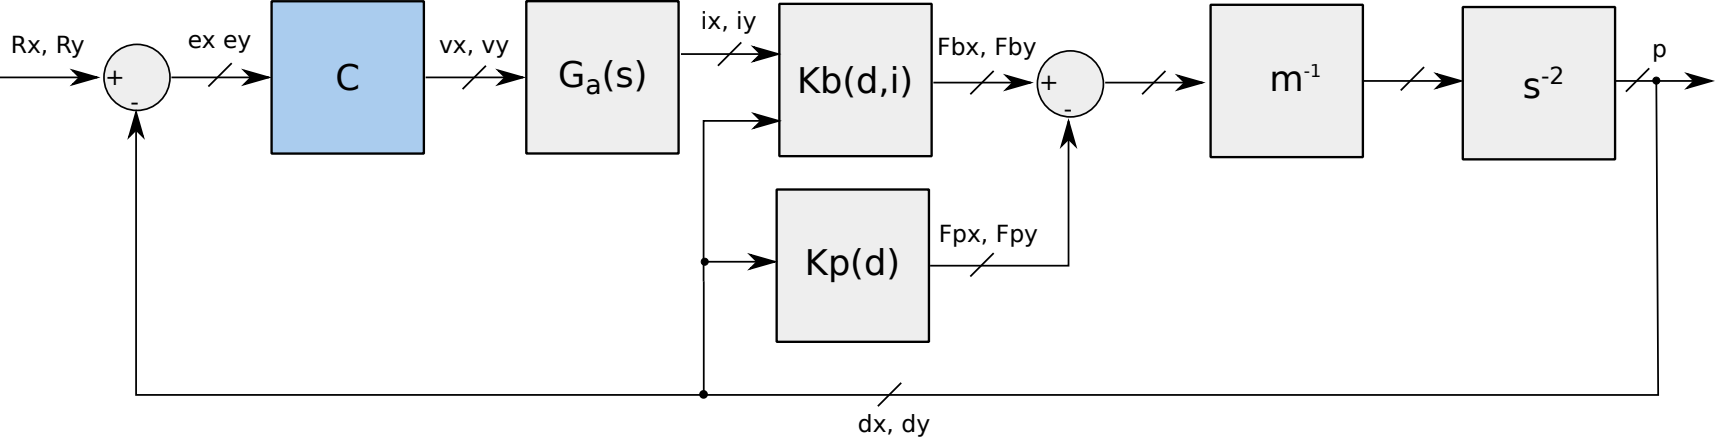 Rx, Ry
+
-
ex ey
C
vx, vy
Ga(s)
ix, iy
Kb(d,i)
Fbx, Fby
+
-
m-1
s-2
p
Kp(d)
Fpx, Fpy
dx, dy